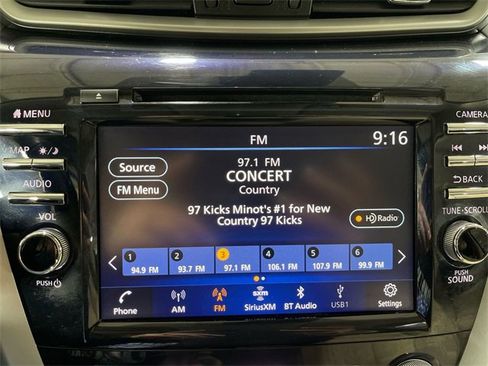 MENU
CAMERA
FM
9:16
MAP
Source
97.1 FM
CONCERT
Country
FM Menu
BACK
AUDIO
97 Kicks Minot's #1 for New
Country 97 Kicks
HD Radio
VOL
TUNE·SCROLL
1 2 3 4 5 6
94.9 FM 93.7 FM 97.1 FM 106.1 FM 107.9 FM 99.9 FM
PUSH
PUSH
SOUND
sxm
Phone AM FM SiriusXM BT Audio USB1 Settings